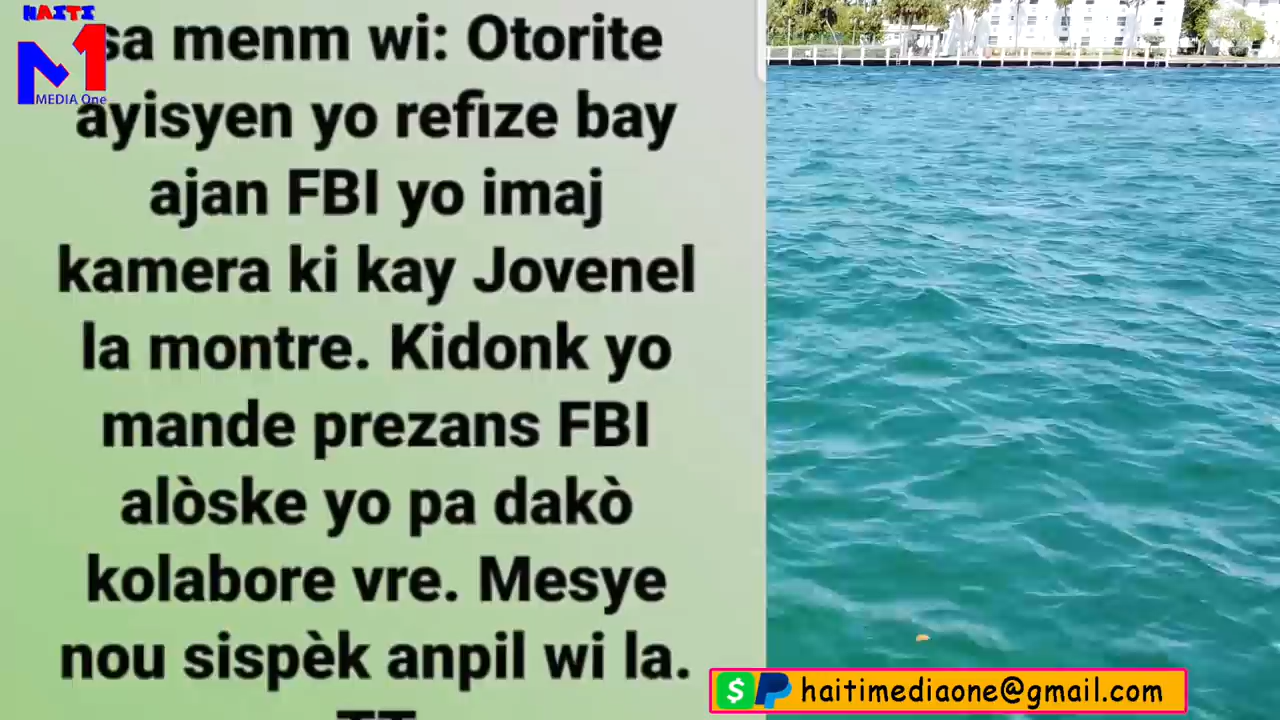 HAITI
M1
MEDIA One
sa menm wi: Otorite
ayisyen yo refize bay
ajan FBI yo imaj
kamera ki kay Jovenel
la montre. Kidonk yo
mande prezans FBI
alòske yo pa dakò
kolabore vre. Mesye
nou sispèk anpil wi la.
$ P haitimediaone@gmail.com